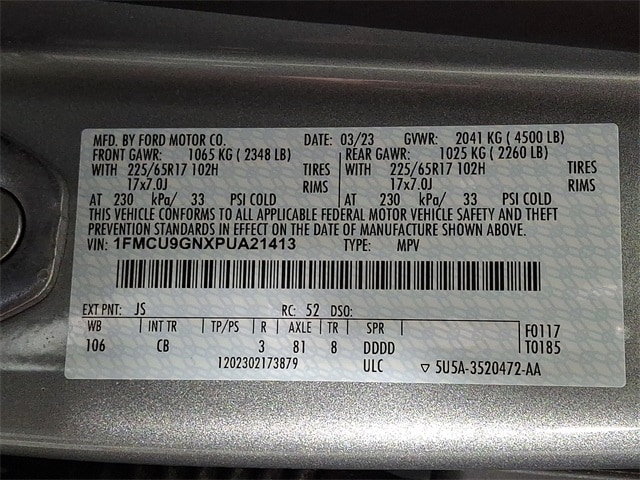 MFD. BY FORD MOTOR CO. DATE: 03/23 GVWR: 2041 KG ( 4500 LB)
FRONT GAWR: 1065 KG ( 2348 LB) REAR GAWR: 1025 KG ( 2260 LB)
WITH 225/65R17 102H TIRES WITH 225/65R17 102H TIRES
17x7.0J RIMS 17x7.0J RIMS
AT 230 kPa/ 33 PSI COLD AT 230 kPa/ 33 PSI COLD
THIS VEHICLE CONFORMS TO ALL APPLICABLE FEDERAL MOTOR VEHICLE SAFETY AND THEFT
PREVENTION STANDARDS IN EFFECT ON THE DATE OF MANUFACTURE SHOWN ABOVE.
VIN: 1FMCU9GNXPUA21413 TYPE: MPV
EXT PNT: JS RC: 52 DSO:
WB INT TR TP/PS R AXLE TR SPR F0117
106 CB 3 81 8 DDDD T0185
1202302173879 ULC ▽ 5U5A-3520472-AA